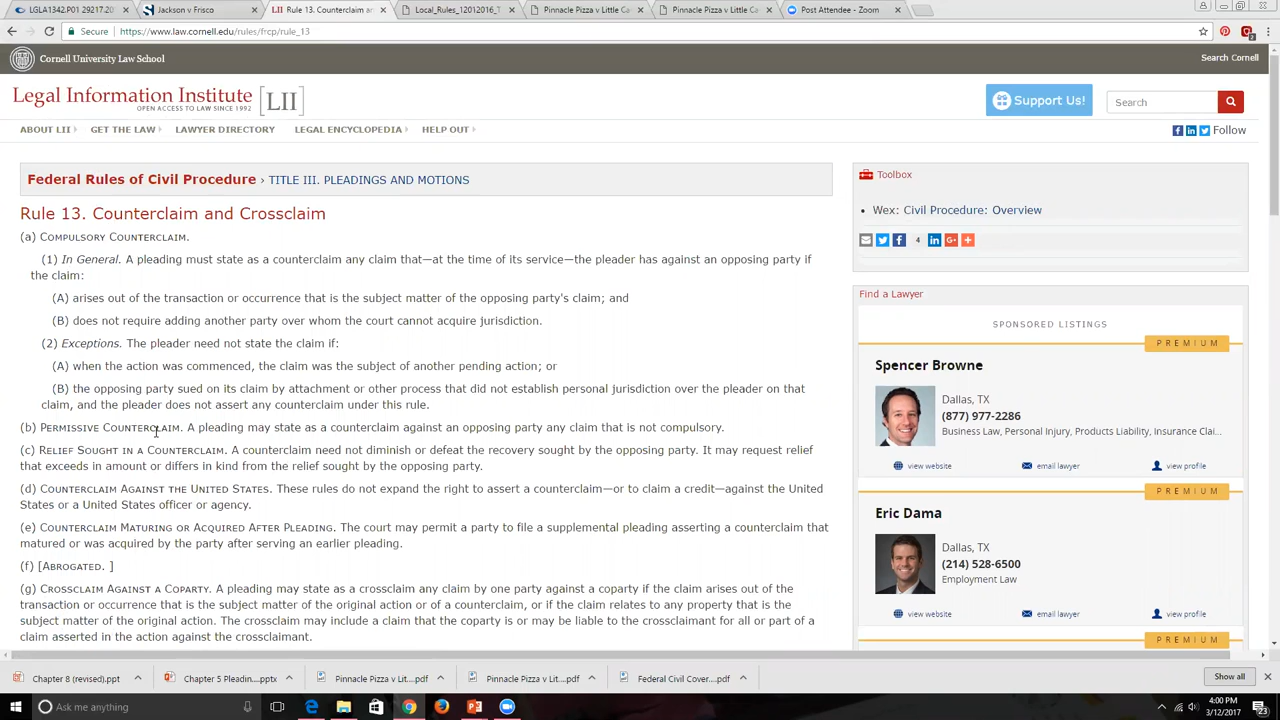 LGLA1342.P01 29217.20
Jackson v Frisco
Rule 13. Counterclaim an
Local_Rules_12012016_T
Pinnacle Pizza v Little Ca
Pinnacle Pizza v Little Ca
Post Attendee - Zoom
Secure
https://www.law.cornell.edu/rules/frcp/rule_13
Cornell University Law School
Search Cornell
Legal Information Institute [LII]
OPEN ACCESS TO LAW SINCE 1992
Support Us!
Search
ABOUT LII
GET THE LAW
LAWYER DIRECTORY
LEGAL ENCYCLOPEDIA
HELP OUT
Follow
Federal Rules of Civil Procedure › TITLE III. PLEADINGS AND MOTIONS
Rule 13. Counterclaim and Crossclaim
(a) COMPULSORY COUNTERCLAIM.
(1) In General. A pleading must state as a counterclaim any claim that—at the time of its service—the pleader has against an opposing party if
the claim:
(A) arises out of the transaction or occurrence that is the subject matter of the opposing party's claim; and
(B) does not require adding another party over whom the court cannot acquire jurisdiction.
(2) Exceptions. The pleader need not state the claim if:
(A) when the action was commenced, the claim was the subject of another pending action; or
(B) the opposing party sued on its claim by attachment or other process that did not establish personal jurisdiction over the pleader on that
claim, and the pleader does not assert any counterclaim under this rule.
(b) PERMISSIVE COUNTERCLAIM. A pleading may state as a counterclaim against an opposing party any claim that is not compulsory.
(c) RELIEF SOUGHT IN A COUNTERCLAIM. A counterclaim need not diminish or defeat the recovery sought by the opposing party. It may request relief
that exceeds in amount or differs in kind from the relief sought by the opposing party.
(d) COUNTERCLAIM AGAINST THE UNITED STATES. These rules do not expand the right to assert a counterclaim—or to claim a credit—against the United
States or a United States officer or agency.
(e) COUNTERCLAIM MATURING OR ACQUIRED AFTER PLEADING. The court may permit a party to file a supplemental pleading asserting a counterclaim that
matured or was acquired by the party after serving an earlier pleading.
(f) [ABROGATED. ]
(g) CROSSCLAIM AGAINST A COPARTY. A pleading may state as a crossclaim any claim by one party against a coparty if the claim arises out of the
transaction or occurrence that is the subject matter of the original action or of a counterclaim, or if the claim relates to any property that is the
subject matter of the original action. The crossclaim may include a claim that the coparty is or may be liable to the crossclaimant for all or part of a
claim asserted in the action against the crossclaimant.
Toolbox
Wex: Civil Procedure: Overview
4
Find a Lawyer
SPONSORED LISTINGS
PREMIUM
Spencer Browne
Dallas, TX
(877) 977-2286
Business Law, Personal Injury, Products Liability, Insurance Clai...
view website
email lawyer
view profile
PREMIUM
Eric Dama
Dallas, TX
(214) 528-6500
Employment Law
view website
email lawyer
view profile
PREMIUM
Chapter 8 (revised).ppt
Chapter 5 Pleadin....pptx
Pinnacle Pizza v Lit....pdf
Pinnacle Pizza v Lit....pdf
Federal Civil Cover....pdf
Show all
Ask me anything
4:00 PM
3/12/2017
23